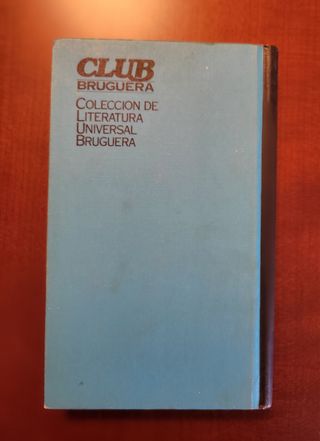 CLUB
BRUGUERA
COLECCION DE
LITERATURA
UNIVERSAL
BRUGUERA